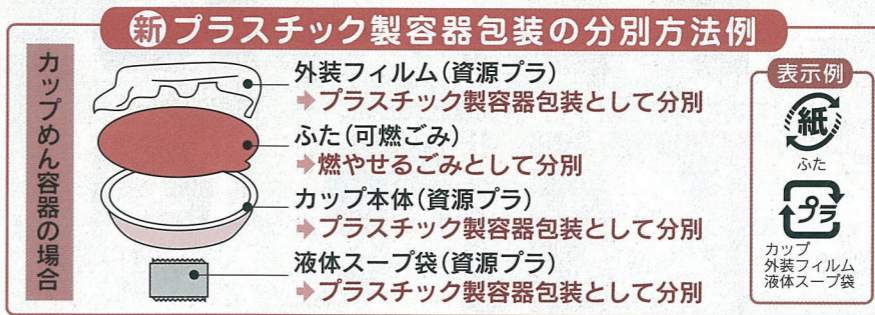 新プラスチック製容器包装の分別方法例
カップめん容器の場合
外装フィルム(資源プラ)
➡プラスチック製容器包装として分別
ふた(可燃ごみ)
➡燃やせるごみとして分別
カップ本体(資源プラ)
➡プラスチック製容器包装として分別
液体スープ袋(資源プラ)
➡プラスチック製容器包装として分別
表示例
紙
ふた
プラ
カップ
外装フィルム
液体スープ袋